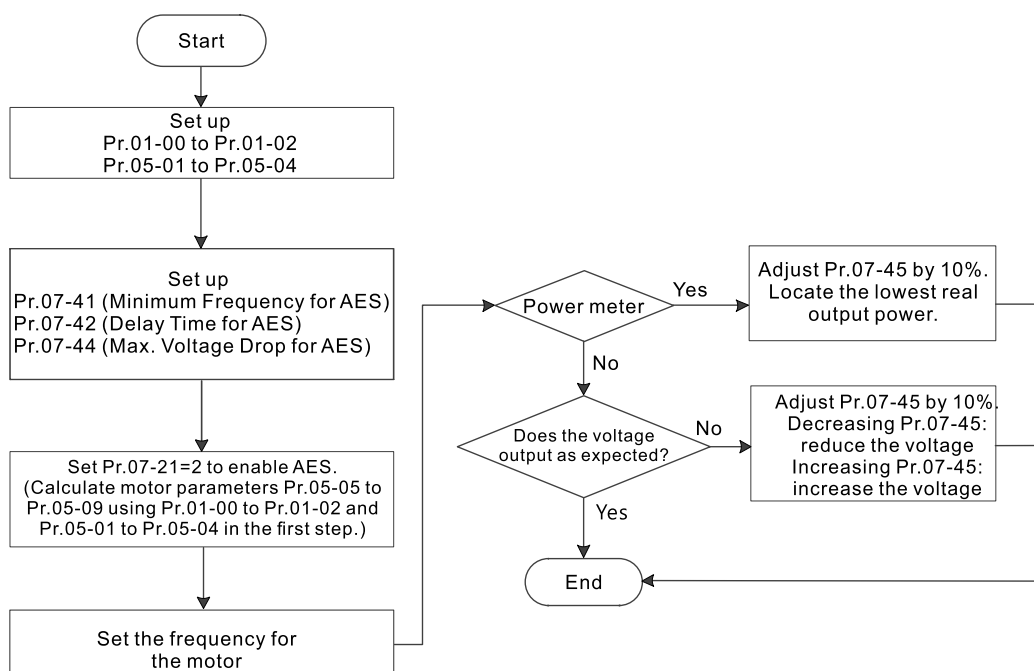 Start
Set up
Pr.01-00 to Pr.01-02
Pr.05-01 to Pr.05-04
Set up
Pr.07-41 (Minimum Frequency for AES)
Pr.07-42 (Delay Time for AES)
Pr.07-44 (Max. Voltage Drop for AES)
Set Pr.07-21=2 to enable AES.
(Calculate motor parameters Pr.05-05 to
Pr.05-09 using Pr.01-00 to Pr.01-02 and
Pr.05-01 to Pr.05-04 in the first step.)
Set the frequency for
the motor
Power meter
Yes
Adjust Pr.07-45 by 10%.
Locate the lowest real
output power.
No
Does the voltage
output as expected?
No
Adjust Pr.07-45 by 10%.
Decreasing Pr.07-45:
reduce the voltage
Increasing Pr.07-45:
increase the voltage
Yes
End